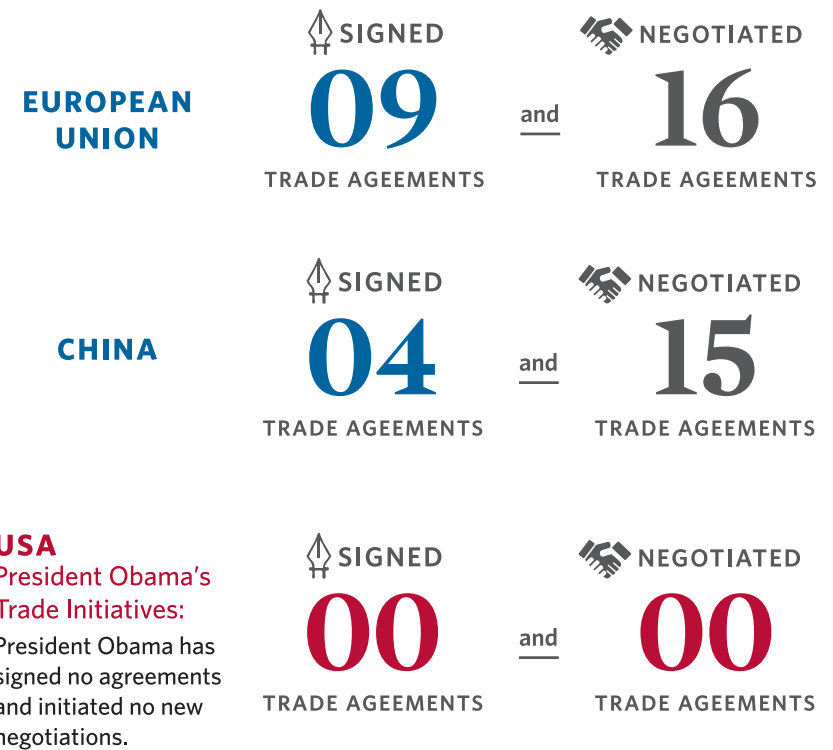 SIGNED
NEGOTIATED
EUROPEAN
UNION
09
and
16
TRADE AGEEMENTS
TRADE AGEEMENTS
SIGNED
NEGOTIATED
CHINA
04
and
15
TRADE AGEEMENTS
TRADE AGEEMENTS
USA
President Obama's
Trade Initiatives:
President Obama has
signed no agreements
and initiated no new
negotiations.
SIGNED
NEGOTIATED
00
and
00
TRADE AGEEMENTS
TRADE AGEEMENTS